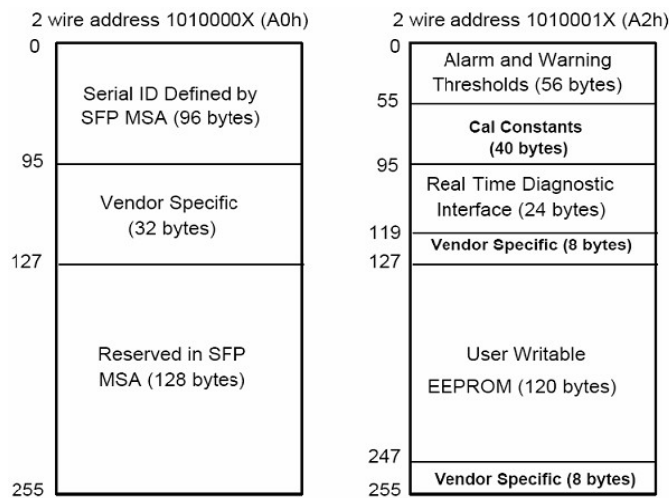 2 wire address 1010000X (A0h)
0
Serial ID Defined by
SFP MSA (96 bytes)
95
Vendor Specific
(32 bytes)
127
Reserved in SFP
MSA (128 bytes)
255
2 wire address 1010001X (A2h)
0
Alarm and Warning
Thresholds (56 bytes)
55
Cal Constants
(40 bytes)
95
Real Time Diagnostic
Interface (24 bytes)
119
Vendor Specific (8 bytes)
127
User Writable
EEPROM (120 bytes)
247
Vendor Specific (8 bytes)
255